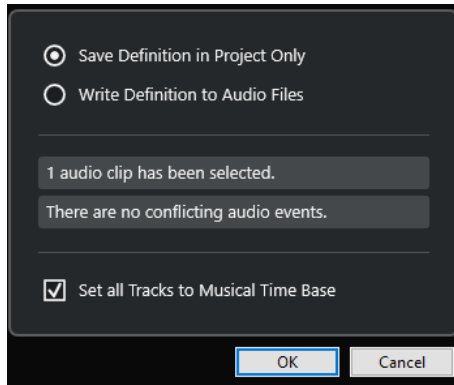 Save Definition in Project Only
Write Definition to Audio Files
1 audio clip has been selected.
There are no conflicting audio events.
Set all Tracks to Musical Time Base
OK
Cancel